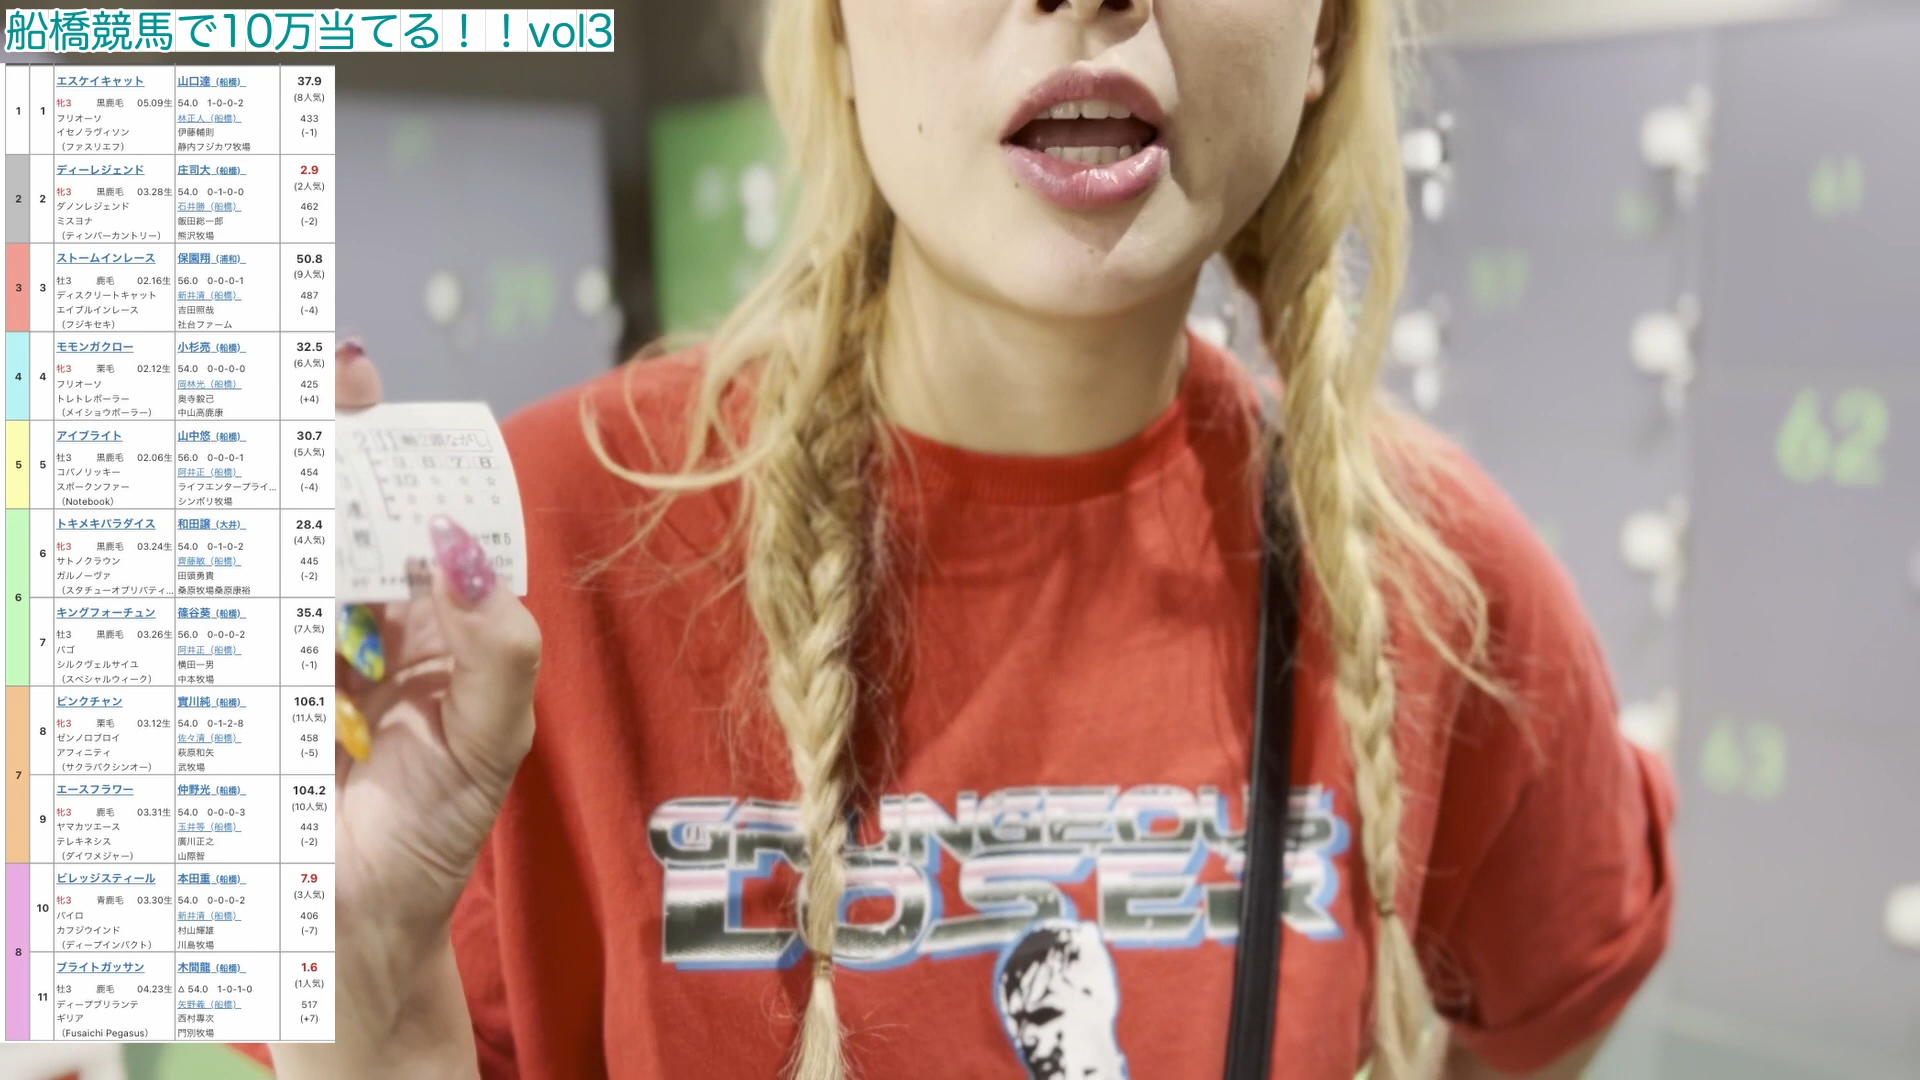 船橋競馬で10万当てる！！vol3
1 1 エスケイキャット 山口達（船橋） 37.9
(8人気)
牝3 黒鹿毛 05.09生 54.0 1-0-0-2
フリオーソ 林正人（船橋） 433
イセノラヴィソン 伊藤輔則 (-1)
（ファスリエフ） 静内フジカワ牧場
2 2 ディーレジェンド 庄司大（船橋） 2.9
(2人気)
牝3 黒鹿毛 03.28生 54.0 0-1-0-0
ダノンレジェンド 石井勝（船橋） 462
ミスヨナ 飯田総一郎 (-2)
（ティンバーカントリー） 熊沢牧場
3 3 ストームインレース 保園翔（浦和） 50.8
(9人気)
牡3 鹿毛 02.16生 56.0 0-0-0-1
ディスクリートキャット 新井清（船橋） 487
エイブルインレース 吉田照哉 (-4)
（フジキセキ） 社台ファーム
4 4 モモンガクロー 小杉亮（船橋） 32.5
(6人気)
牝3 栗毛 02.12生 54.0 0-0-0-0
フリオーソ 岡林光（船橋） 425
トレトレポーラー 奥寺毅己 (+4)
（メイショウボーラー） 中山高鹿康
5 5 アイブライト 山中悠（船橋） 30.7
(5人気)
牡3 黒鹿毛 02.06生 56.0 0-0-0-1
コパノリッキー 阿井正（船橋） 454
スポークンファー ライフエンタープライ... (-4)
（Notebook） シンボリ牧場
6 6 トキメキパラダイス 和田譲（大井） 28.4
(4人気)
牝3 黒鹿毛 03.24生 54.0 0-1-0-2
サトノクラウン 齊藤敏（船橋） 445
ガルノーヴァ 田頭勇貴 (-2)
（スタチューオブリバティ... 桑原牧場桑原康裕
7 キングフォーチュン 篠谷葵（船橋） 35.4
(7人気)
牡3 黒鹿毛 03.26生 56.0 0-0-0-2
バゴ 阿井正（船橋） 466
シルクヴェルサイユ 横田一男 (-1)
（スペシャルウィーク） 中本牧場
7 8 ピンクチャン 實川純（船橋） 106.1
(11人気)
牝3 栗毛 03.12生 54.0 0-1-2-8
ゼンノロブロイ 佐々清（船橋） 458
アフィニティ 萩原和矢 (-5)
（サクラバクシンオー） 武牧場
9 エースフラワー 仲野光（船橋） 104.2
(10人気)
牝3 鹿毛 03.31生 54.0 0-0-0-3
ヤマカツエース 玉井等（船橋） 443
テレキネシス 廣川正之 (-2)
（ダイワメジャー） 山際智
8 10 ビレッジスティール 本田重（船橋） 7.9
(3人気)
牝3 青鹿毛 03.30生 54.0 0-0-0-2
パイロ 新井清（船橋） 406
カフジウインド 村山輝雄 (-7)
（ディープインパクト） 川島牧場
11 ブライトガッサン 木間龍（船橋） 1.6
(1人気)
牡3 鹿毛 04.23生 △ 54.0 1-0-1-0
ディープブリランテ 矢野義（船橋） 517
ギリア 西村專次 (+7)
（Fusaichi Pegasus） 門別牧場
GRUNGEOUS
LOSER
61
62
63